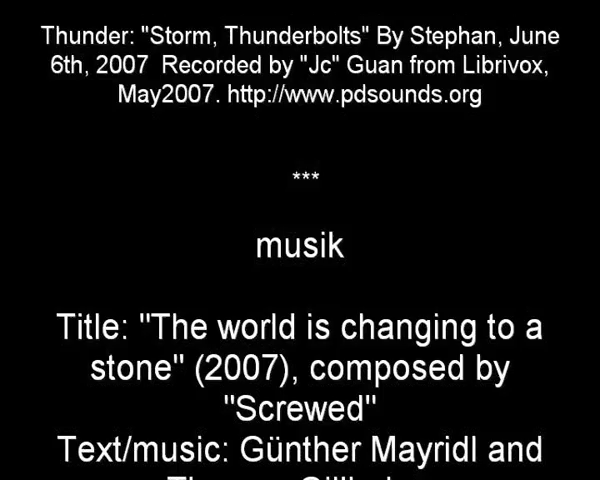 Thunder: "Storm, Thunderbolts" By Stephan, June
6th, 2007  Recorded by "Jc" Guan from Librivox,
May2007. http://www.pdsounds.org
***
musik
Title: "The world is changing to a
stone" (2007), composed by
"Screwed"
Text/music: Günther Mayridl and